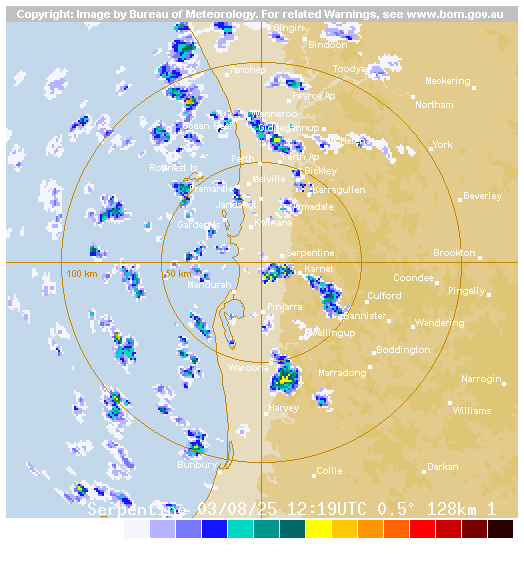 Copyright: Image by Bureau of Meteorology. For related Warnings, see www.bom.gov.au
Gingin
Bindoon
Yanchep
Toodyay
Meckering
Pearce Ap
Northam
Wanneroo
Ocean Reef
Gidgegannup
Helena
York
Perth
Perth Ap
Rottnest Is
Bickley
Melville
Fremantle
Karragullen
Beverley
Jandakot
Armadale
Garden Is
Kwinana
Serpentine
Brookton
100 km
50 km
Karnet
Mandurah
Coondee
Pingelly
Culford
Pinjarra
Bannister
Wandering
Dwellingup
Boddington
Waroona
Marradong
Narrogin
Harvey
Williams
Bunbury
Collie
Darkan
Serpentine 03/08/25 12:19UTC 0.5° 128km 1